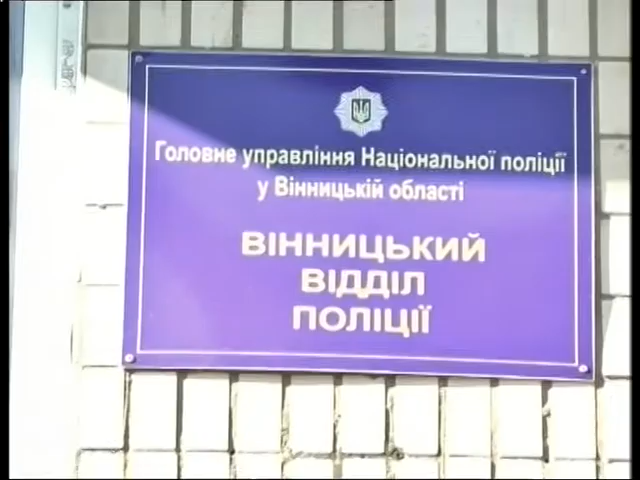 Головне управління Національної поліції
у Вінницькій області
ВІННИЦЬКИЙ
ВІДДІЛ
ПОЛІЦІЇ